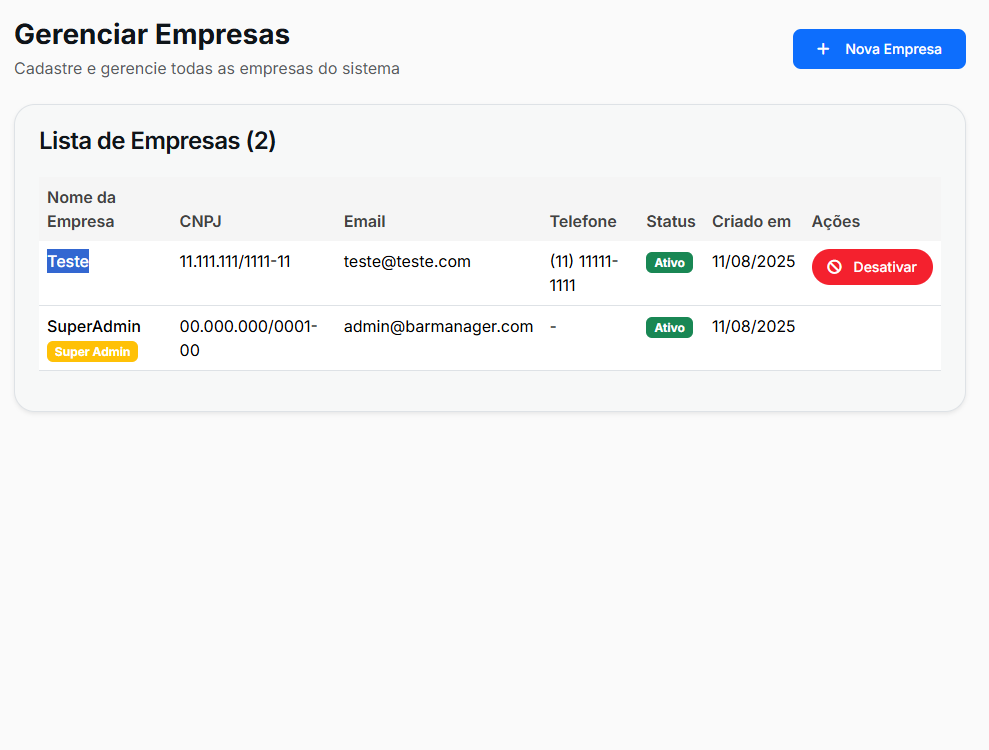 Gerenciar Empresas
Cadastre e gerencie todas as empresas do sistema
+ Nova Empresa
Lista de Empresas (2)
Nome da
Empresa CNPJ Email Telefone Status Criado em Ações
Teste 11.111.111/1111-11 teste@teste.com (11) 11111- Ativo 11/08/2025 Desativar
1111
SuperAdmin 00.000.000/0001- admin@barmanager.com - Ativo 11/08/2025
Super Admin 00